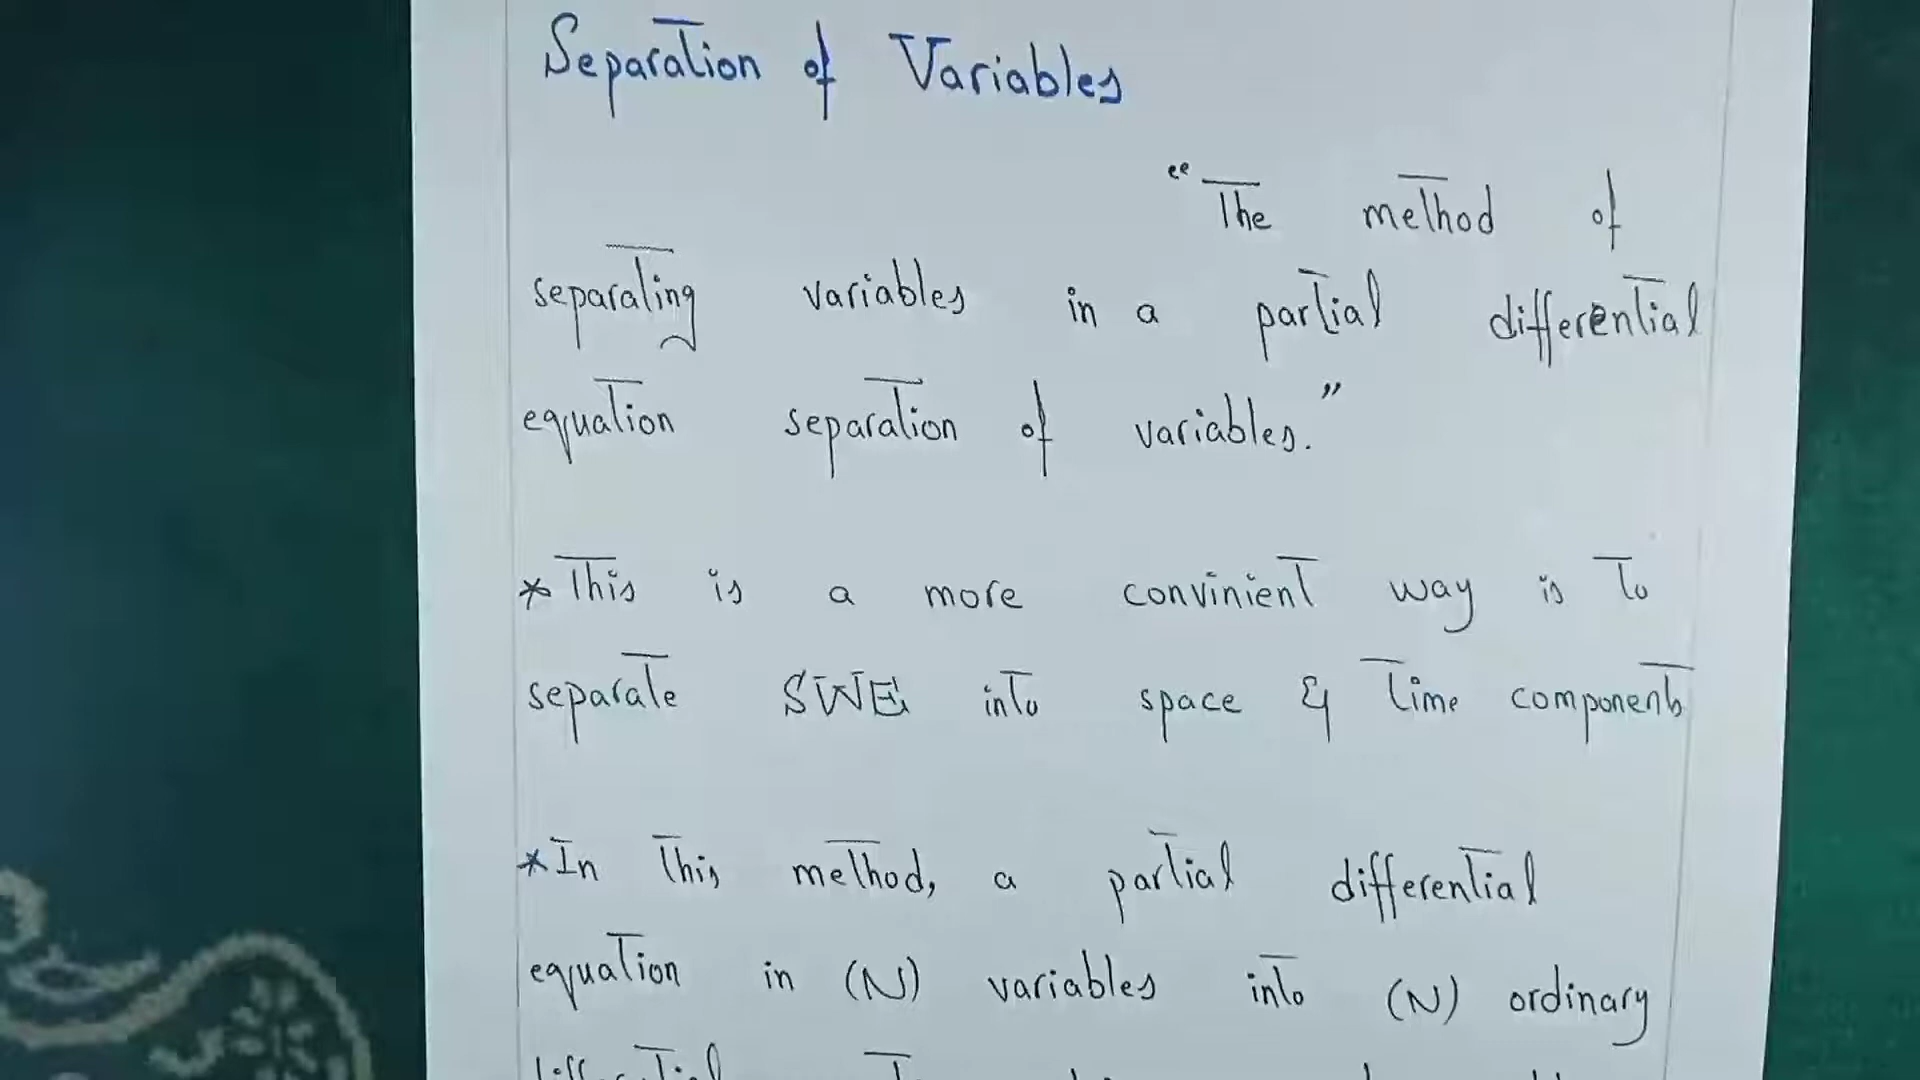 Separation of Variables
"The method of
separating variables in a partial differential
equation separation of variables."
* This is a more convinient way is to
separate SWE into space & time components
* In this method, a partial differential
equation in (N) variables into (N) ordinary
differential